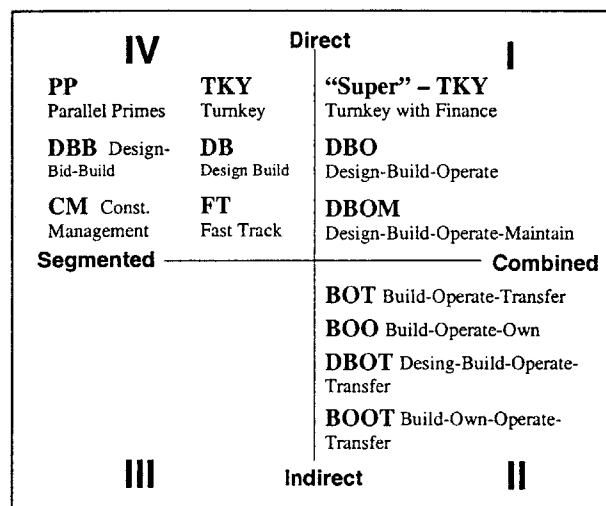 IV
Direct
I
PP
Parallel Primes
TKY
Turnkey
"Super" – TKY
Turnkey with Finance
DBB Design-
Bid-Build
DB
Design Build
DBO
Design-Build-Operate
CM Const.
Management
FT
Fast Track
DBOM
Design-Build-Operate-Maintain
Segmented
Combined
BOT Build-Operate-Transfer
BOO Build-Operate-Own
DBOT Desing-Build-Operate-
Transfer
BOOT Build-Own-Operate-
Transfer
III
Indirect
II